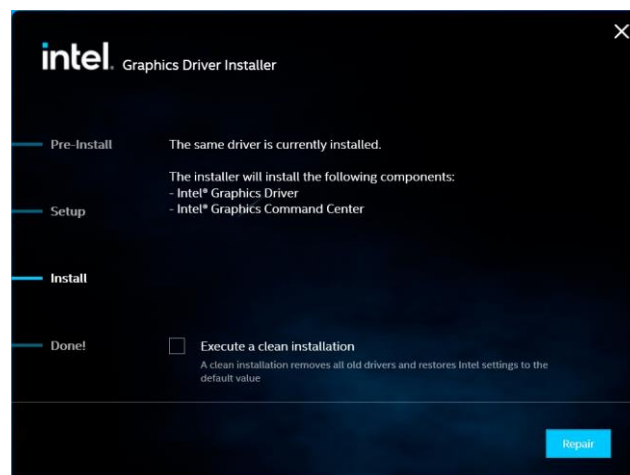 intel. Graphics Driver Installer
Pre-Install
The same driver is currently installed.
The installer will install the following components:
- Intel® Graphics Driver
- Intel® Graphics Command Center
Setup
Install
Done!
Execute a clean installation
A clean installation removes all old drivers and restores Intel settings to the
default value
Repair